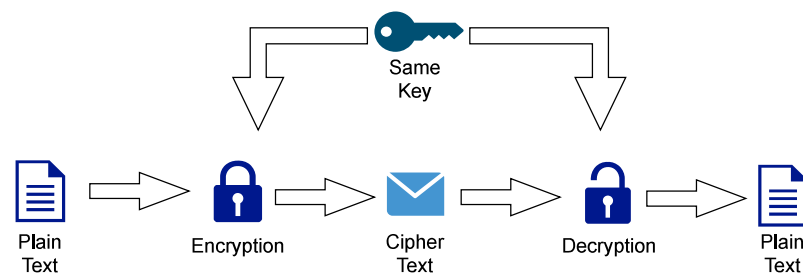 Same
Key
Plain
Text
Encryption
Cipher
Text
Decryption
Plain
Text